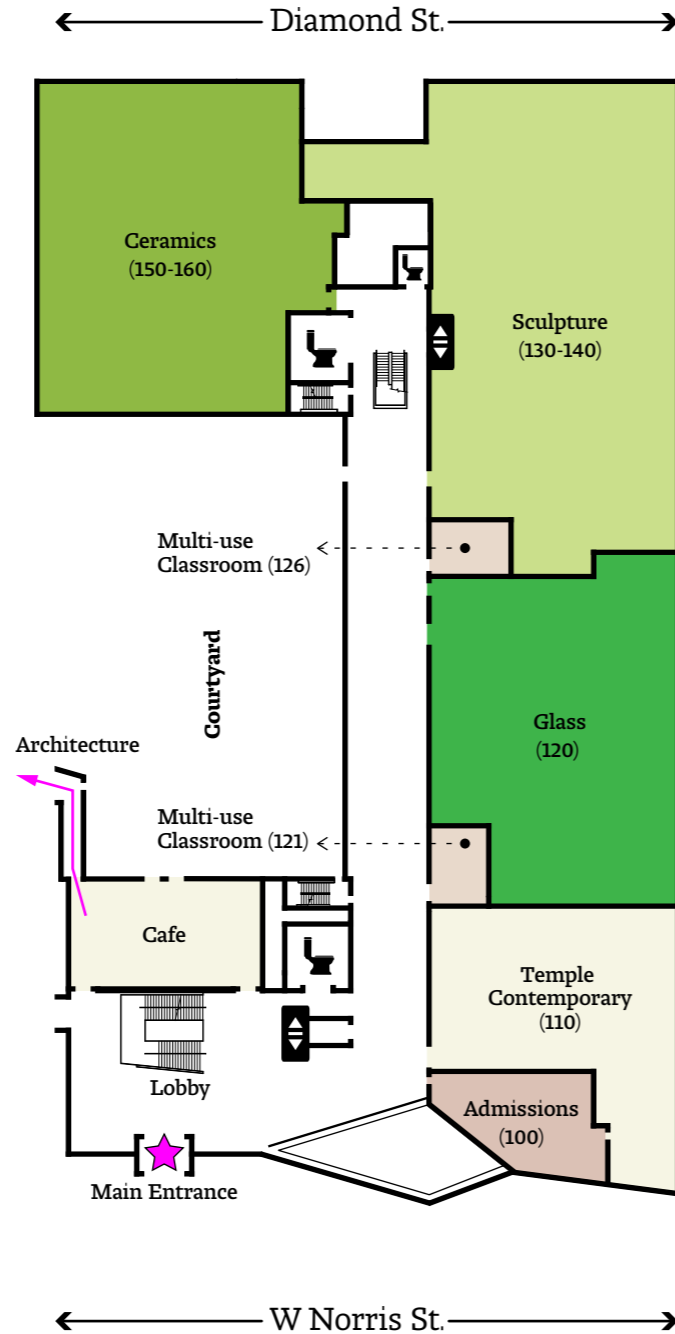 Diamond St.
Ceramics
(150-160)
Sculpture
(130-140)
Multi-use
Classroom (126)
Courtyard
Glass
(120)
Architecture
Multi-use
Classroom (121)
Cafe
Temple
Contemporary
(110)
Lobby
Admissions
(100)
Main Entrance
W Norris St.